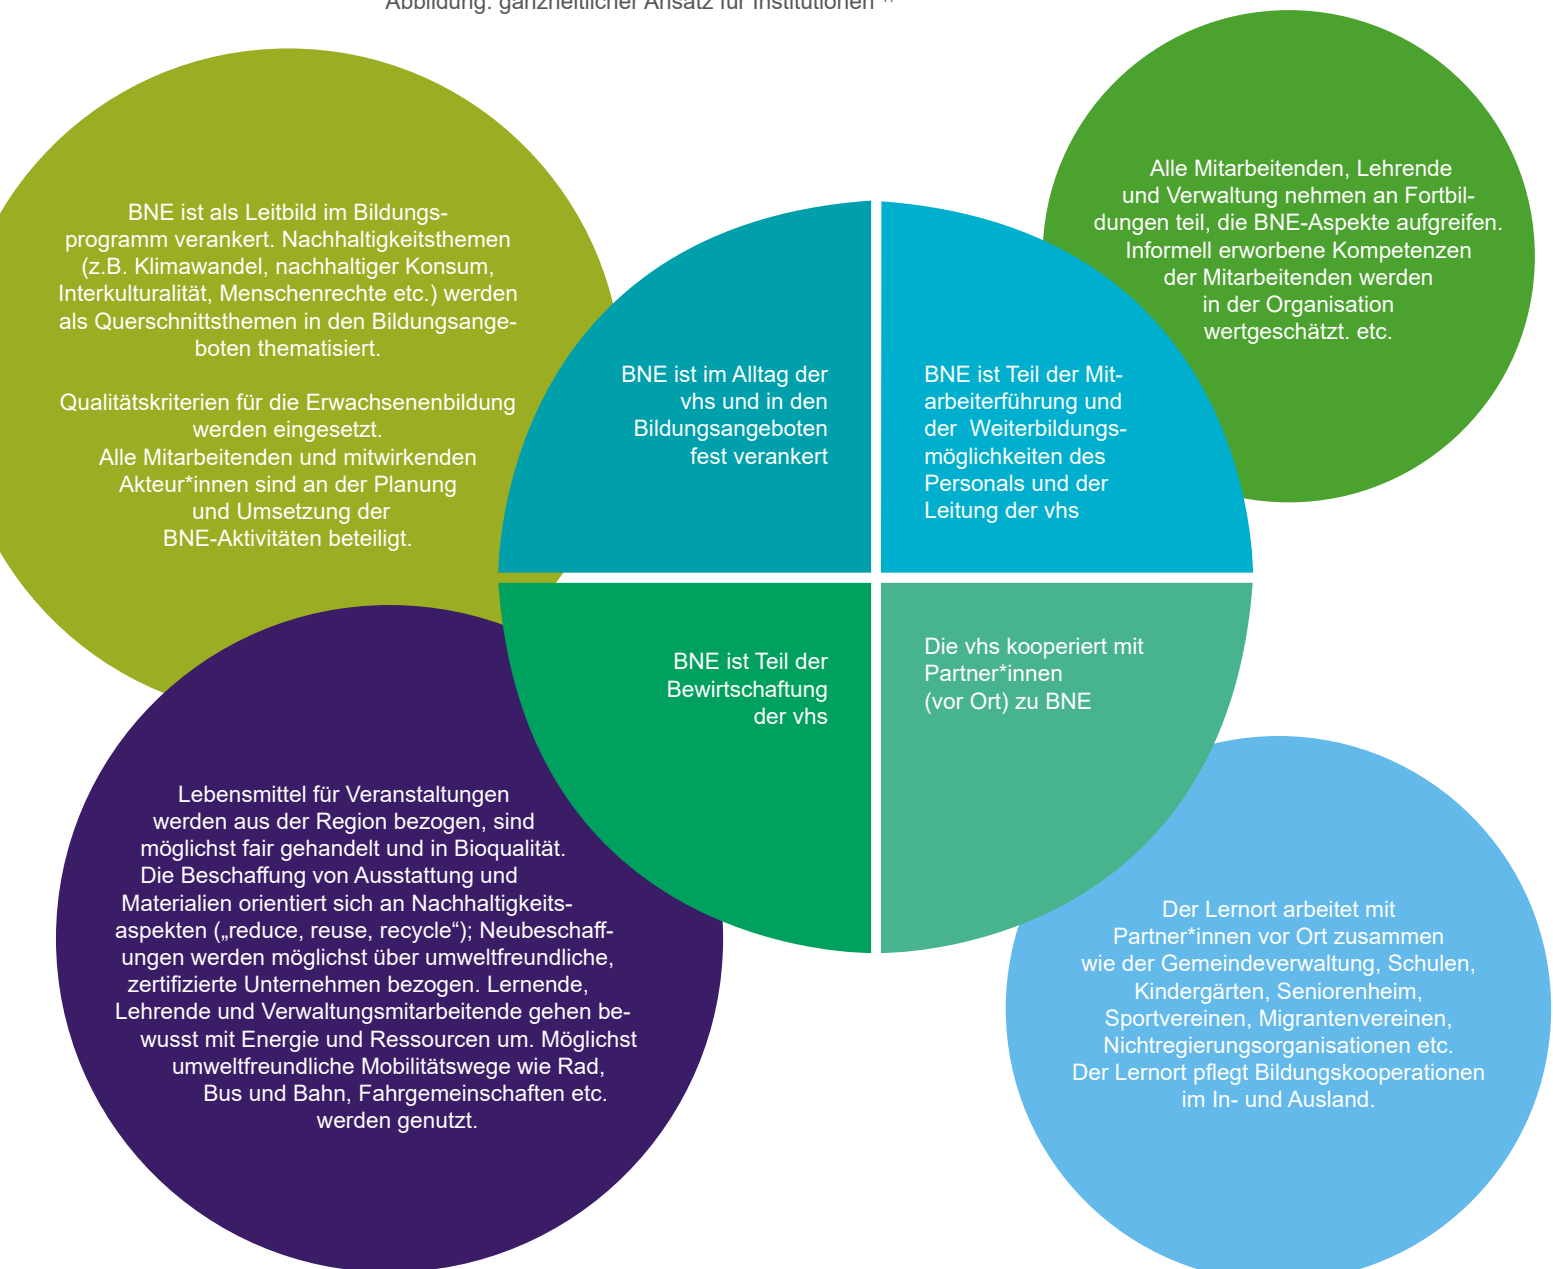 Abbildung: ganzheitlicher Ansatz für Institutionen
BNE ist als Leitbild im Bildungs-
programm verankert. Nachhaltigkeitsthemen
(z.B. Klimawandel, nachhaltiger Konsum,
Interkulturalität, Menschenrechte etc.) werden
als Querschnittsthemen in den Bildungsange-
boten thematisiert.
Qualitätskriterien für die Erwachsenenbildung
werden eingesetzt.
Alle Mitarbeitenden und mitwirkenden
Akteur*innen sind an der Planung
und Umsetzung der
BNE-Aktivitäten beteiligt.
Alle Mitarbeitenden, Lehrende
und Verwaltung nehmen an Fortbil-
dungen teil, die BNE-Aspekte aufgreifen.
Informell erworbene Kompetenzen
der Mitarbeitenden werden
in der Organisation
wertgeschätzt. etc.
BNE ist im Alltag der
vhs und in den
Bildungsangeboten
fest verankert
BNE ist Teil der Mit-
arbeiterführung und
der Weiterbildungs-
möglichkeiten des
Personals und der
Leitung der vhs
BNE ist Teil der
Bewirtschaftung
der vhs
Die vhs kooperiert mit
Partner*innen
(vor Ort) zu BNE
Lebensmittel für Veranstaltungen
werden aus der Region bezogen, sind
möglichst fair gehandelt und in Bioqualität.
Die Beschaffung von Ausstattung und
Materialien orientiert sich an Nachhaltigkeits-
aspekten („reduce, reuse, recycle“); Neubeschaff-
ungen werden möglichst über umweltfreundliche,
zertifizierte Unternehmen bezogen. Lernende,
Lehrende und Verwaltungsmitarbeitende gehen be-
wusst mit Energie und Ressourcen um. Möglichst
umweltfreundliche Mobilitätswege wie Rad,
Bus und Bahn, Fahrgemeinschaften etc.
werden genutzt.
Der Lernort arbeitet mit
Partner*innen vor Ort zusammen
wie der Gemeindeverwaltung, Schulen,
Kindergärten, Seniorenheim,
Sportvereinen, Migrantenvereinen,
Nichtregierungsorganisationen etc.
Der Lernort pflegt Bildungskooperationen
im In- und Ausland.